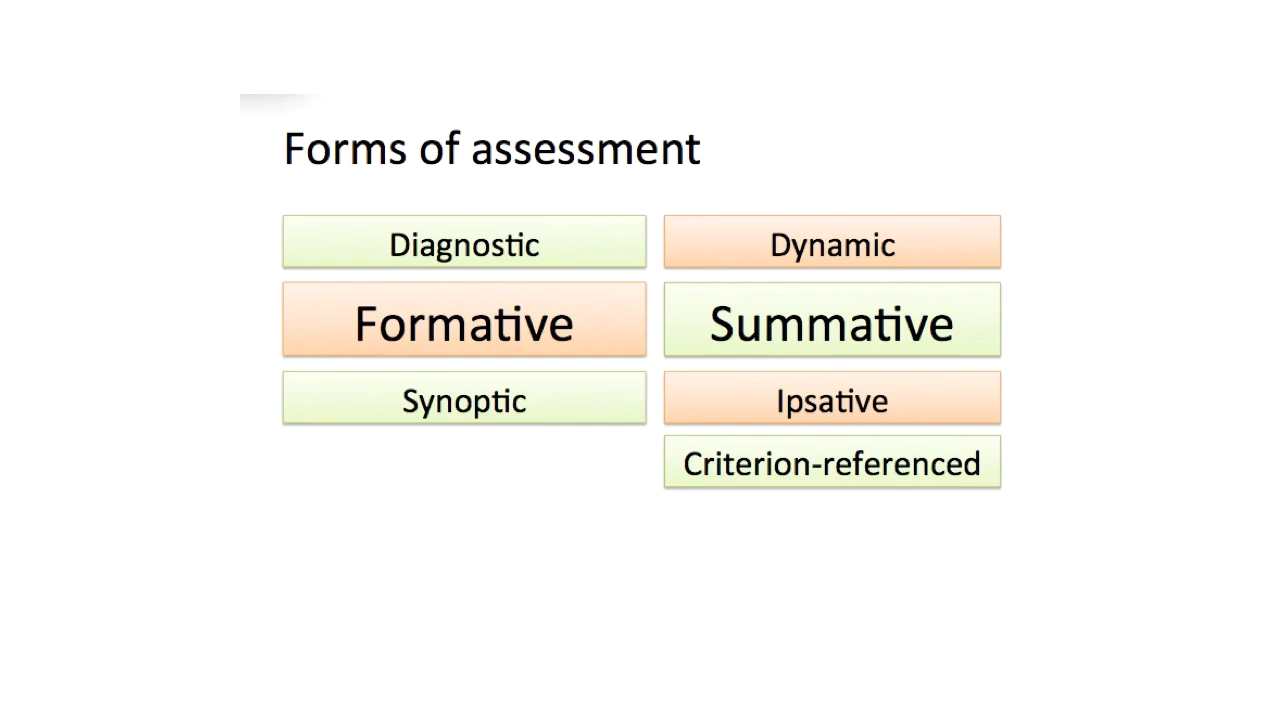 Forms of assessment
Diagnostic
Dynamic
Formative
Summative
Synoptic
Ipsative
Criterion-referenced